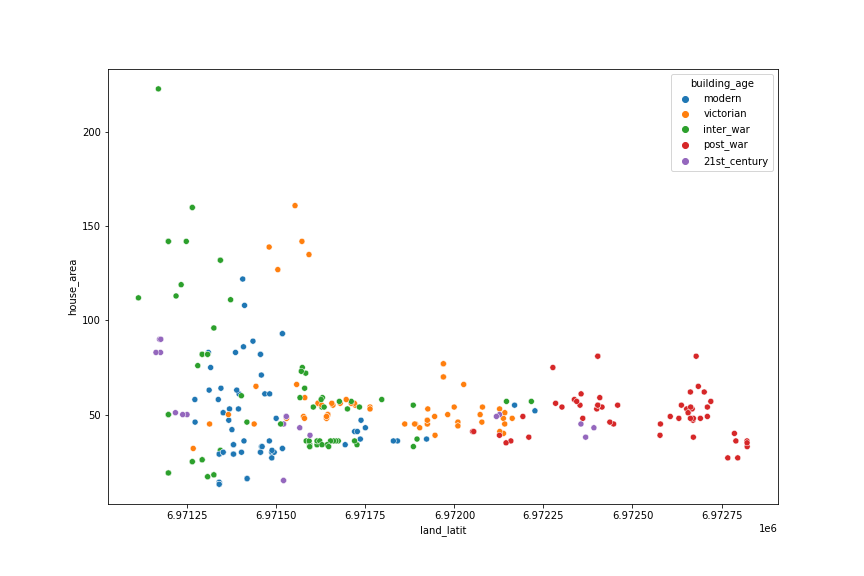 building_age
modern
victorian
inter_war
post_war
21st_century
200
150
100
50
house_area
6.97125 6.97150 6.97175 6.97200 6.97225 6.97250 6.97275
1e6
land_latit